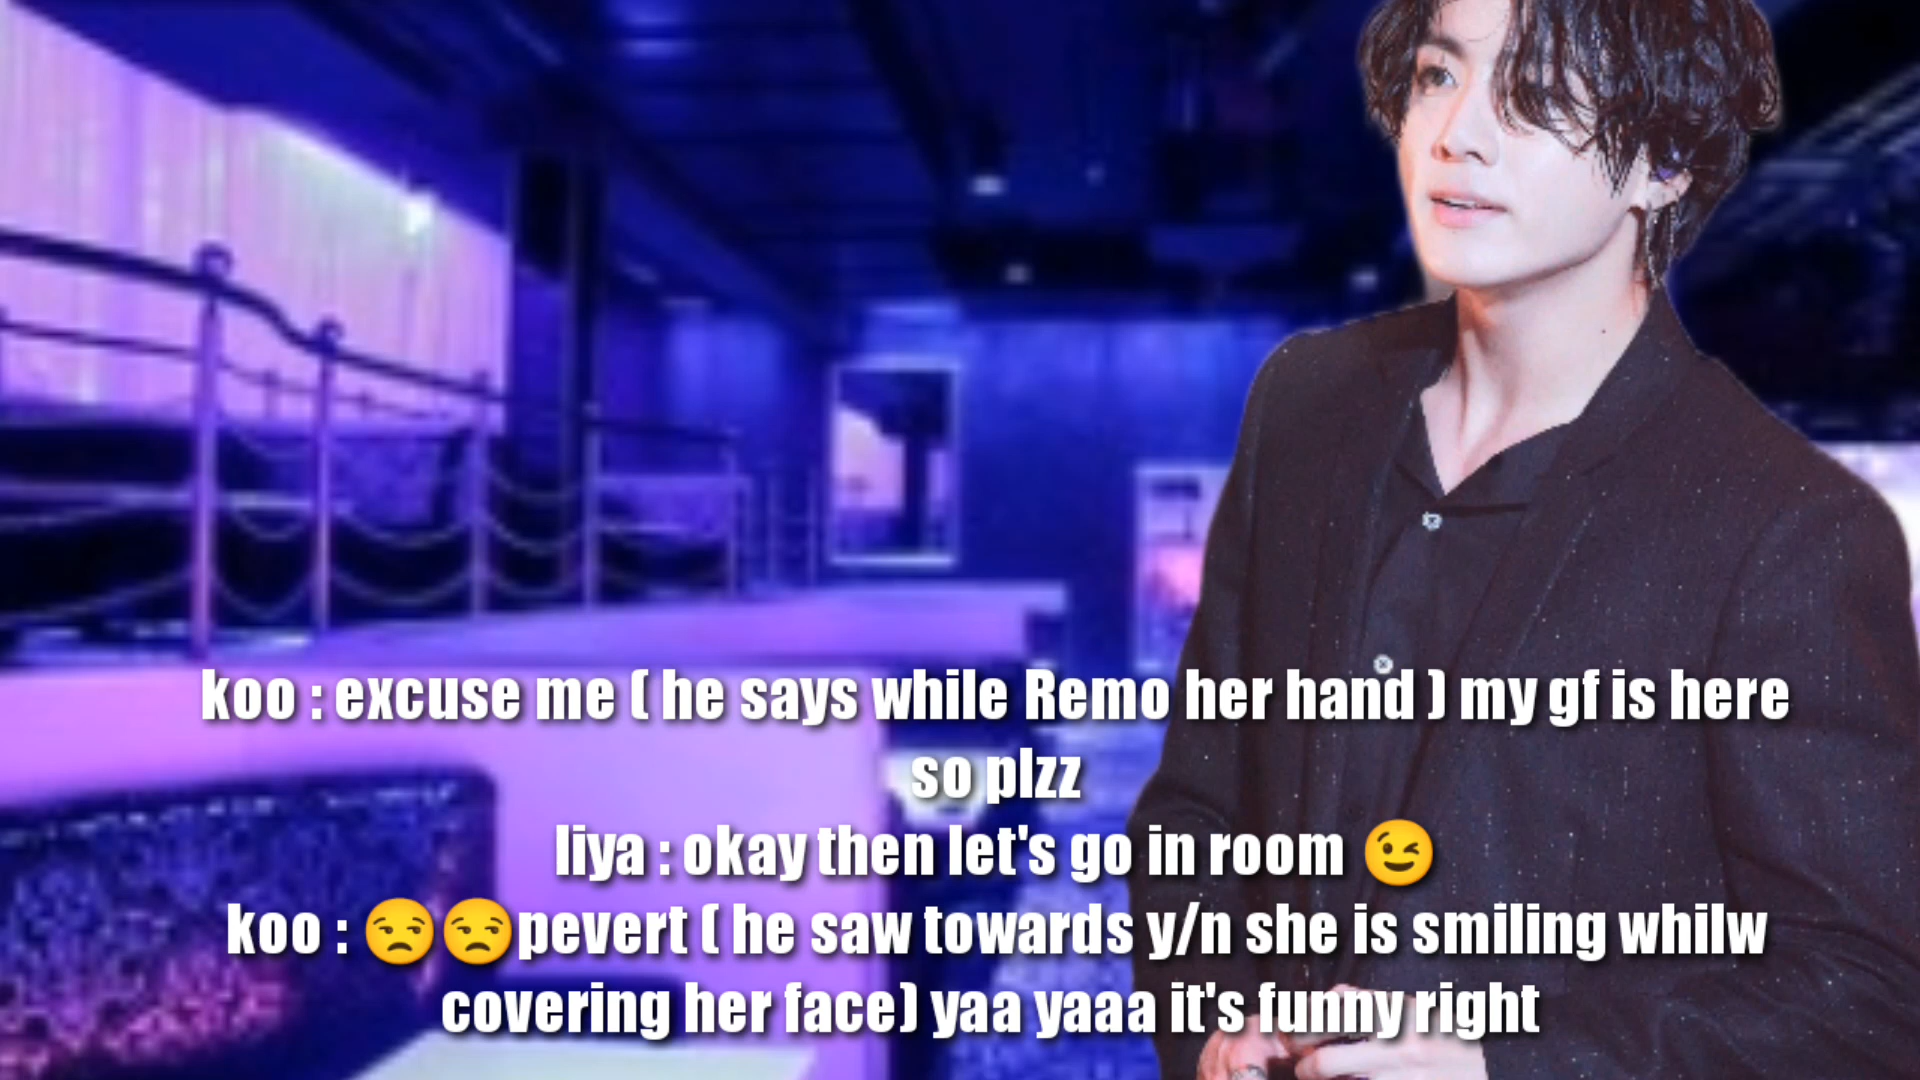 koo : excuse me ( he says while Remo her hand ) my gf is here
so plzz
liya : okay then let's go in room 😉
koo : 😒😒pevert ( he saw towards y/n she is smiling whilw
covering her face) yaa yaaa it's funny right